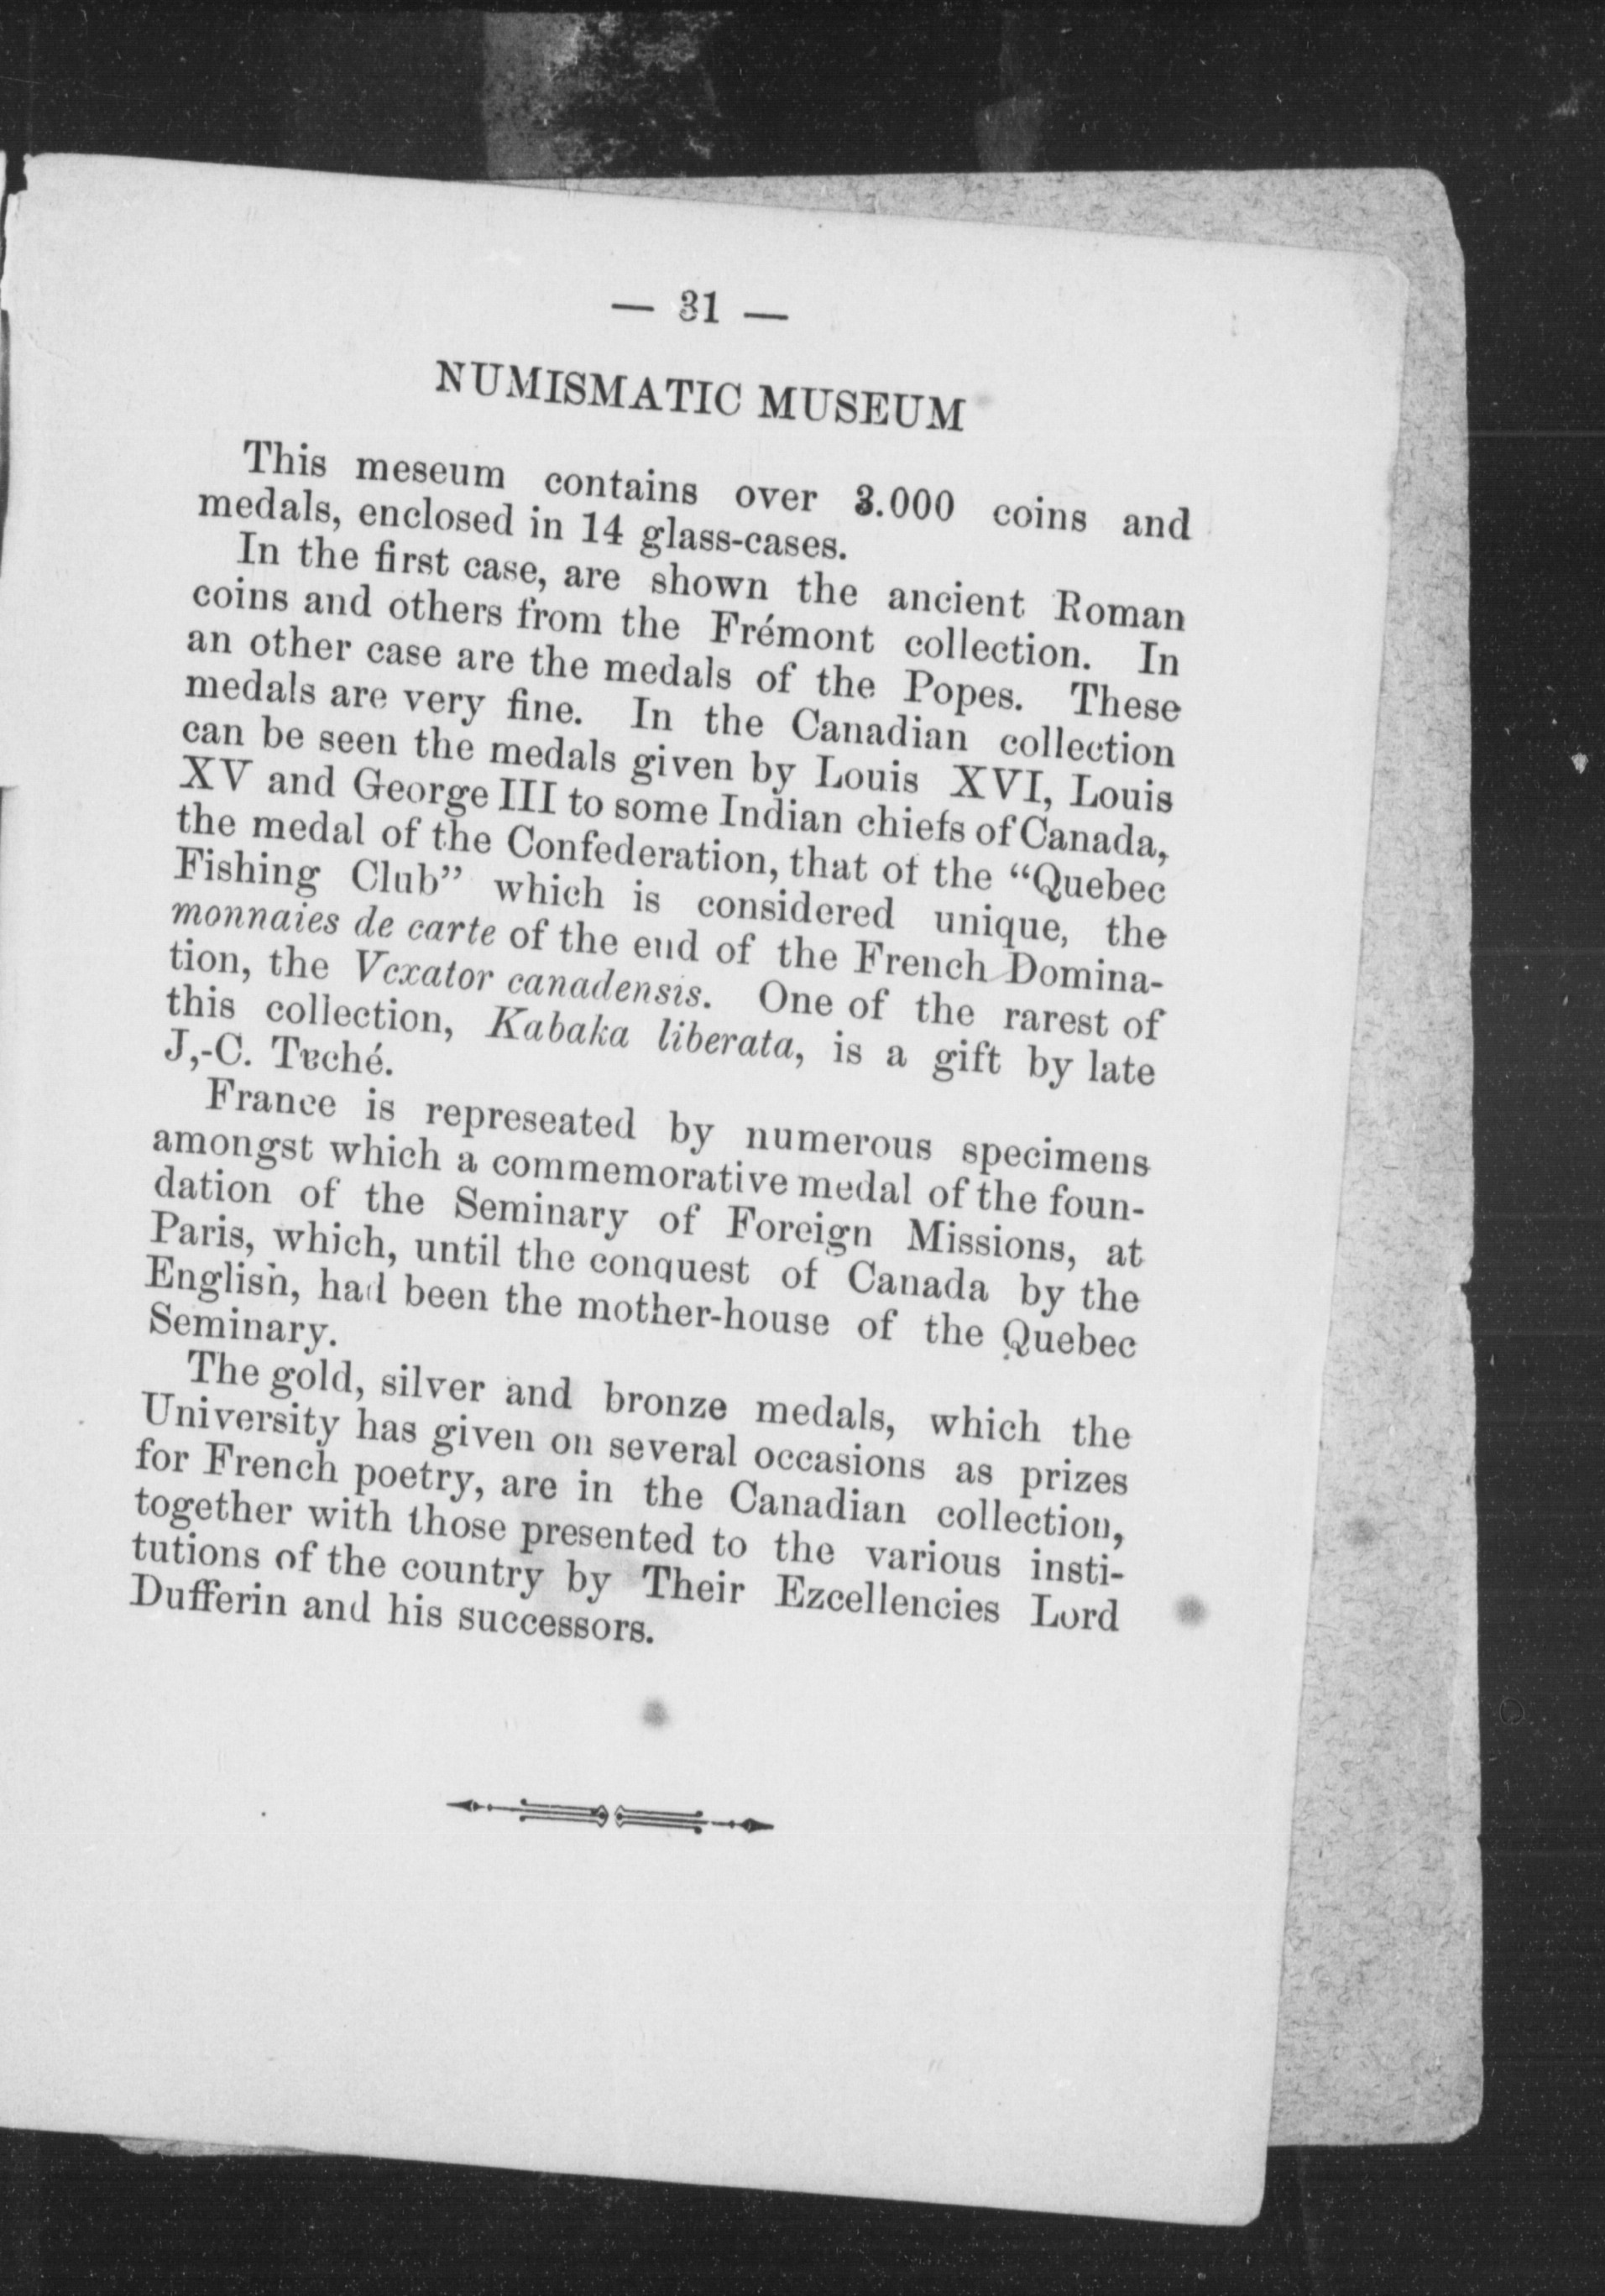 — 31 —
NUMISMATIC MUSEUM
This meseum contains over 3.000 coins and
medals, enclosed in 14 glass-cases.
In the first case, are shown the ancient Roman
coins and others from the Frémont collection. In
an other case are the medals of the Popes. These
medals are very fine. In the Canadian collection
can be seen the medals given by Louis XVI, Louis
XV and George III to some Indian chiefs of Canada,
the medal of the Confederation, that of the “Quebec
Fishing Club” which is considered unique, the
monnaies de carte of the end of the French Domina-
tion, the Vexator canadensis. One of the rarest of
this collection, Kabaka liberata, is a gift by late
J,-C. Teché.
France is represeated by numerous specimens
amongst which a commemorative medal of the foun-
dation of the Seminary of Foreign Missions, at
Paris, which, until the conquest of Canada by the
English, had been the mother-house of the Quebec
Seminary.
The gold, silver and bronze medals, which the
University has given on several occasions as prizes
for French poetry, are in the Canadian collection,
together with those presented to the various insti-
tutions of the country by Their Ezcellencies Lord
Dufferin and his successors.